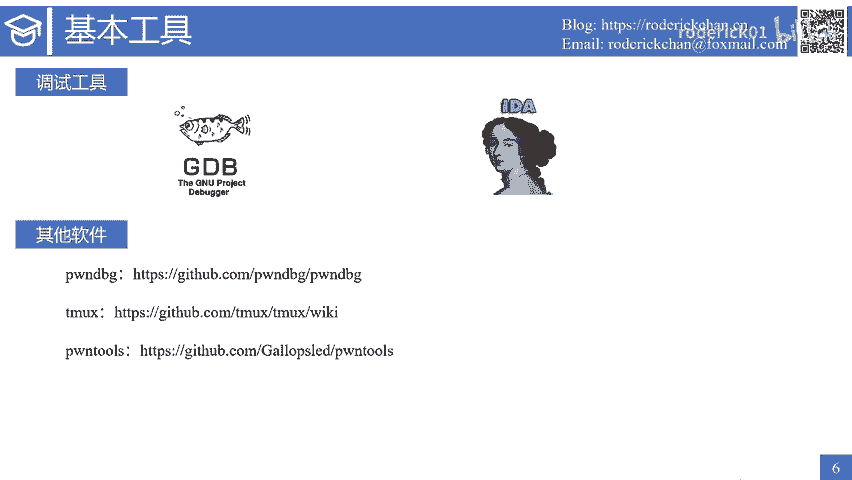 基本工具
Blog: https://roderickchan.cn
roderick01
Email: roderickchan@foxmail.com
调试工具
GDB
The GNU Project
Debugger
IDA
其他软件
pwndbg：https://github.com/pwndbg/pwndbg
tmux：https://github.com/tmux/tmux/wiki
pwntools：https://github.com/Gallopsled/pwntools
6